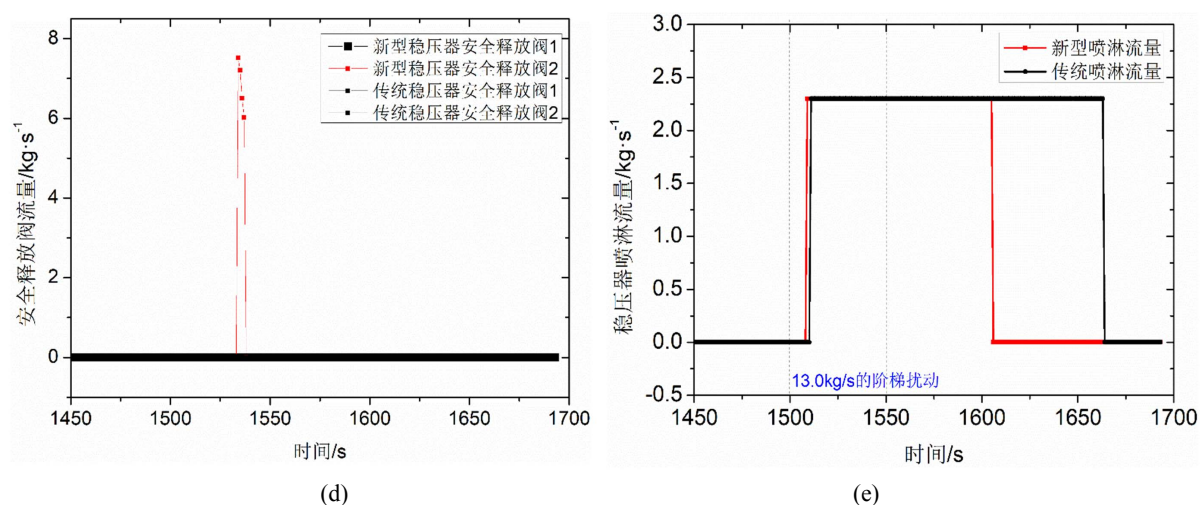 8
6
4
2
0
安全释放阀流量/kg·s⁻¹
新型稳压器安全释放阀1
新型稳压器安全释放阀2
传统稳压器安全释放阀1
传统稳压器安全释放阀2
1450 1500 1550 1600 1650 1700
时间/s
(d)
3.0
2.5
2.0
1.5
1.0
0.5
0.0
-0.5
稳压器喷淋流量/kg·s⁻¹
新型喷淋流量
传统喷淋流量
13.0kg/s的阶梯扰动
1450 1500 1550 1600 1650 1700
时间/s
(e)